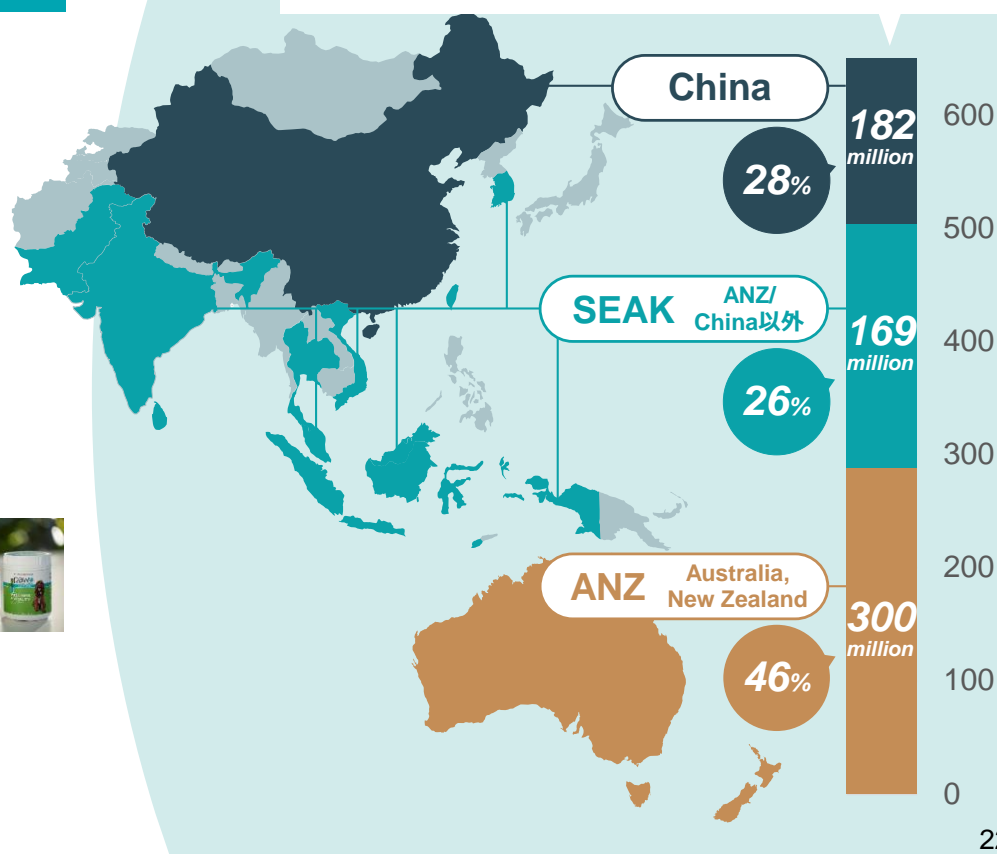 China
182
million
28%
600
500
SEAK
ANZ/
China以外
169
million
26%
400
300
ANZ
Australia,
New Zealand
300
million
46%
200
100
0